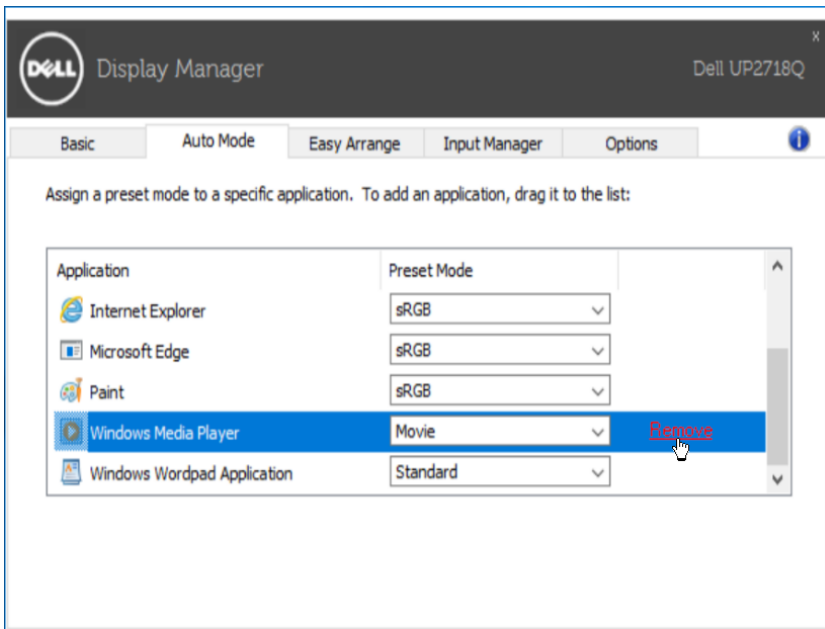 x
DELL Display Manager Dell UP2718Q
Basic Auto Mode Easy Arrange Input Manager Options i
Assign a preset mode to a specific application. To add an application, drag it to the list:
Application Preset Mode
Internet Explorer sRGB
Microsoft Edge sRGB
Paint sRGB
Windows Media Player Movie Remove
Windows Wordpad Application Standard